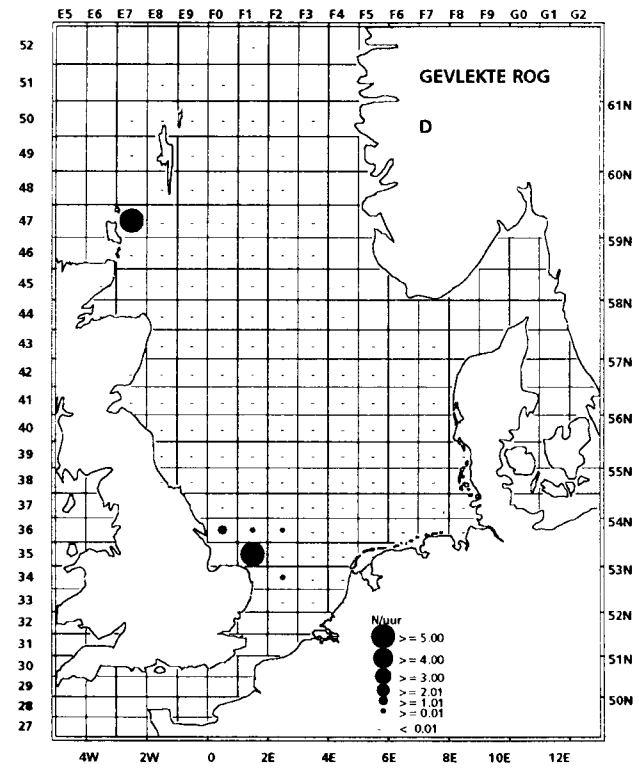 E5 E6 E7 E8 E9 F0 F1 F2 F3 F4 F5 F6 F7 F8 F9 G0 G1 G2
52
51
50
49
48
47
46
45
44
43
42
41
40
39
38
37
36
35
34
33
32
31
30
29
28
27
GEVLEKTE ROG
D
61N
60N
59N
58N
57N
56N
55N
54N
53N
52N
51N
50N
N/uur
>= 5.00
>= 4.00
>= 3.00
>= 2.01
>= 1.01
>= 0.01
- < 0.01
4W 2W 0 2E 4E 6E 8E 10E 12E